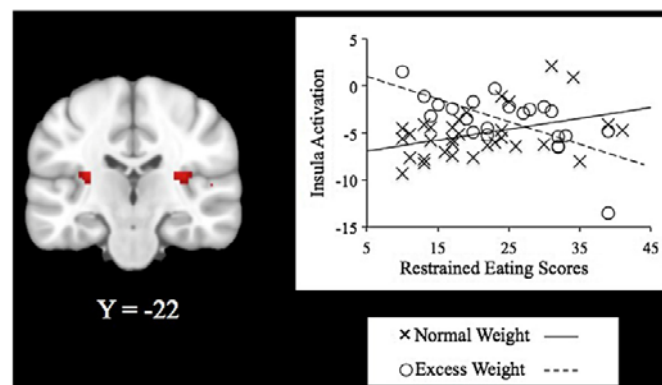 Y = -22
Insula Activation
5
0
-5
-10
-15
5
15
25
35
45
Restrained Eating Scores
Normal Weight
Excess Weight